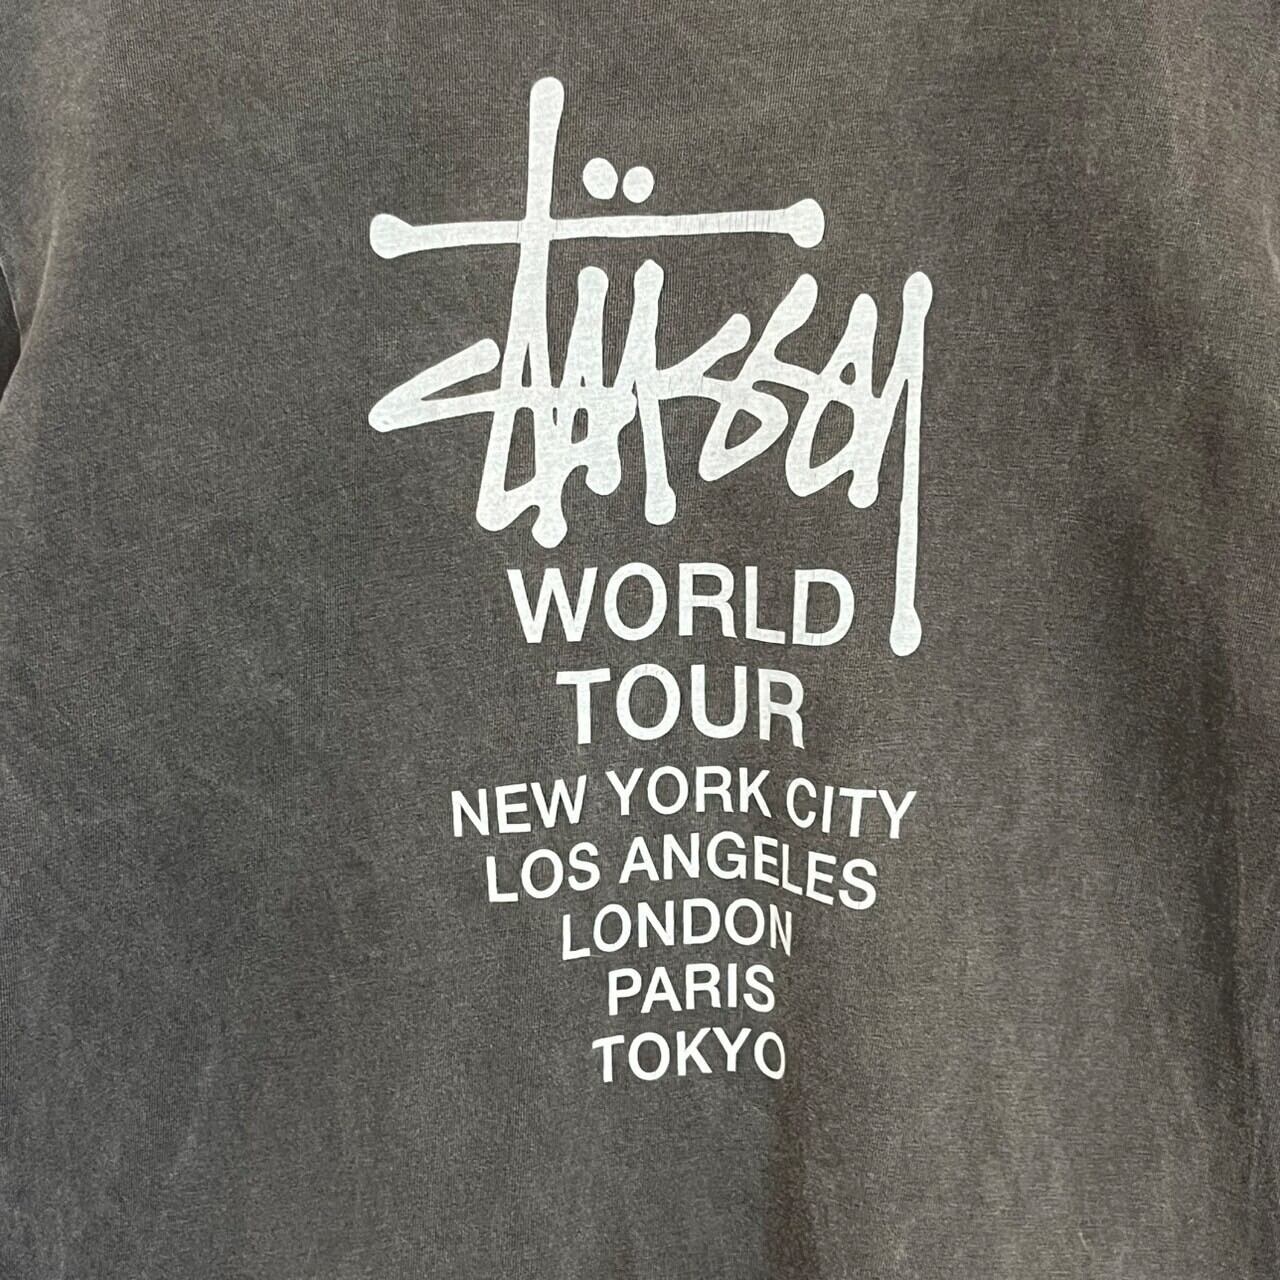 Stüssy
WORLD
TOUR
NEW YORK CITY
LOS ANGELES
LONDON
PARIS
TOKYO